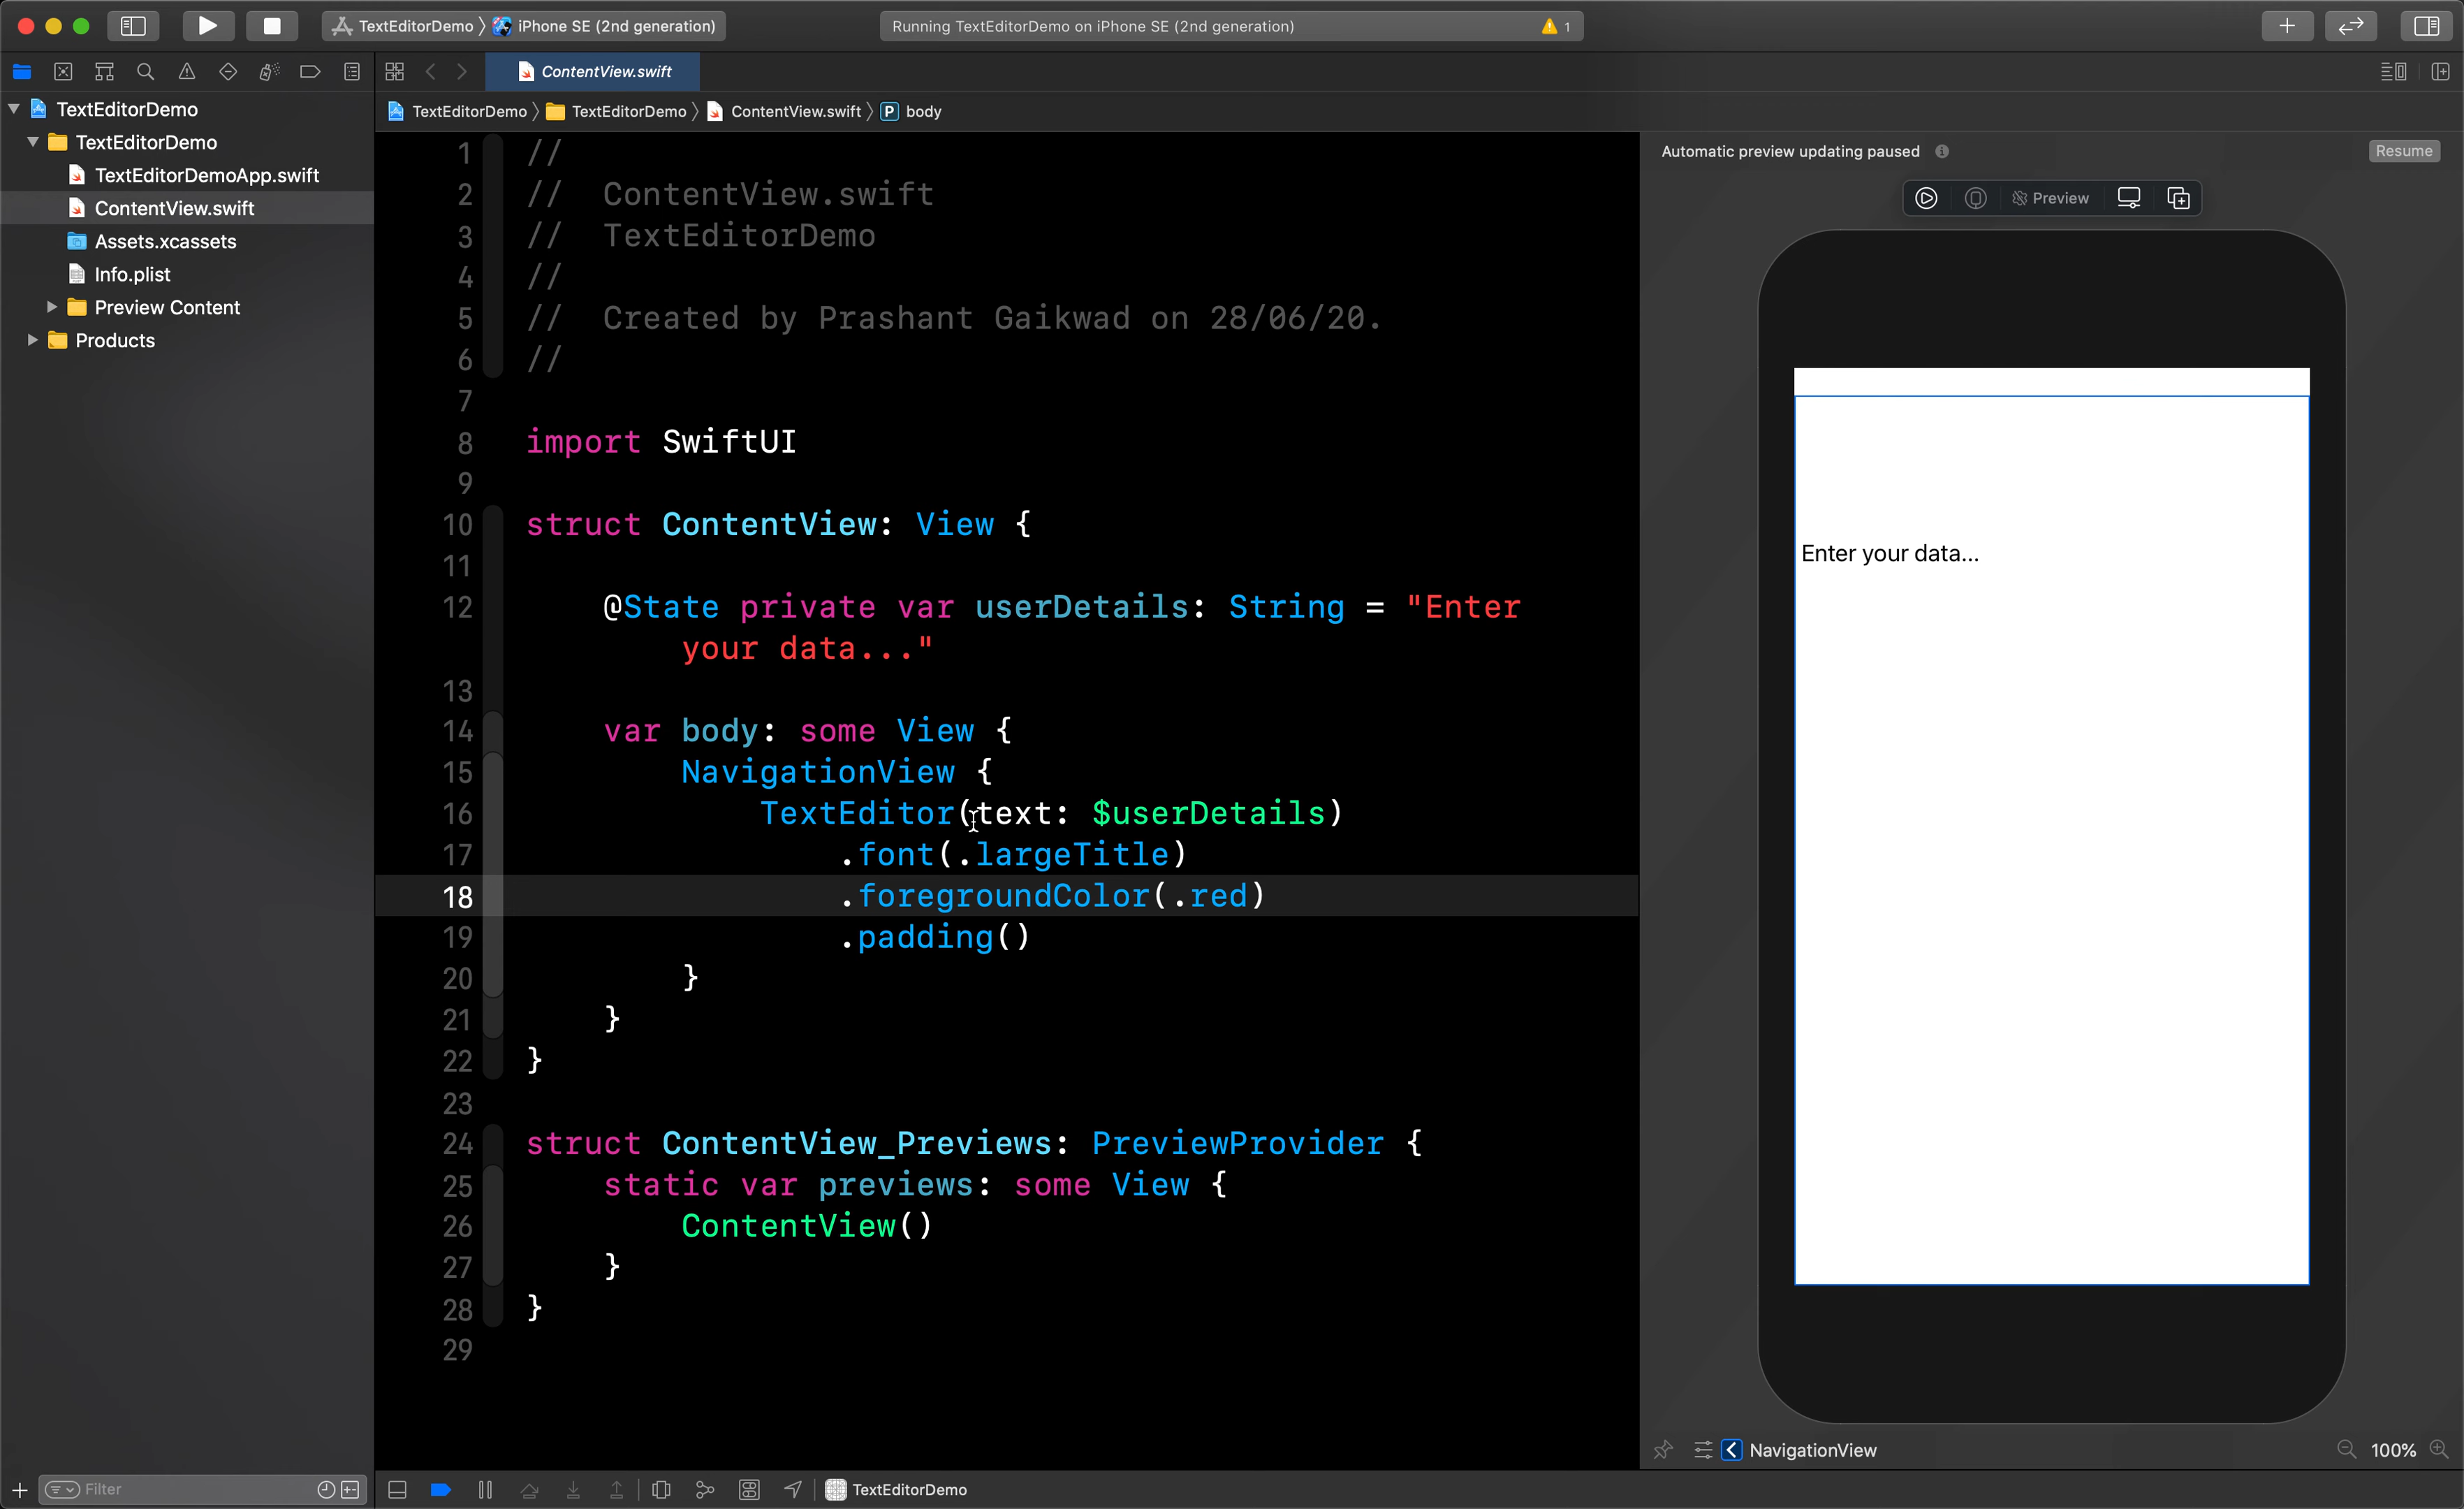 TextEditorDemo 〉 iPhone SE (2nd generation)
Running TextEditorDemo on iPhone SE (2nd generation)
1
ContentView.swift
TextEditorDemo
TextEditorDemo
TextEditorDemoApp.swift
ContentView.swift
Assets.xcassets
Info.plist
Preview Content
Products
Filter
TextEditorDemo 〉 TextEditorDemo 〉 ContentView.swift 〉 P body
1 //
2 //  ContentView.swift
3 //  TextEditorDemo
4 //
5 //  Created by Prashant Gaikwad on 28/06/20.
6 //
7
8 import SwiftUI
9
10 struct ContentView: View {
11
12     @State private var userDetails: String = "Enter
your data..."
13
14     var body: some View {
15         NavigationView {
16             TextEditor(text: $userDetails)
17                 .font(.largeTitle)
18                 .foregroundColor(.red)
19                 .padding()
20         }
21     }
22 }
23
24 struct ContentView_Previews: PreviewProvider {
25     static var previews: some View {
26         ContentView()
27     }
28 }
29
Automatic preview updating paused
Resume
Preview
Enter your data...
NavigationView
100%
TextEditorDemo